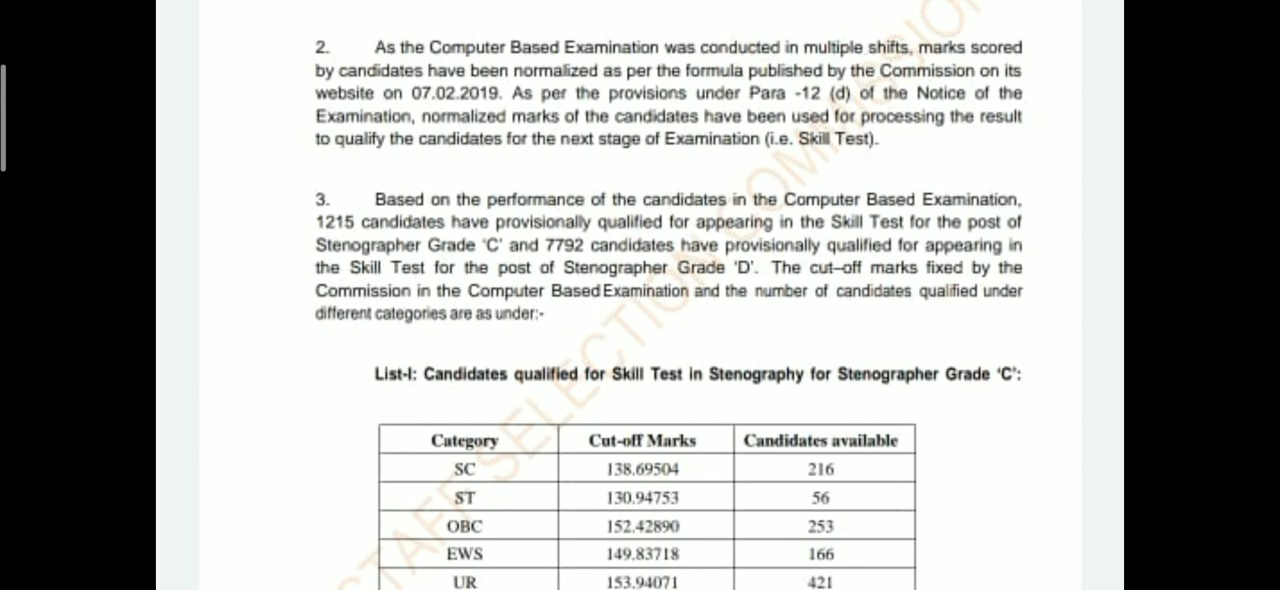 2. As the Computer Based Examination was conducted in multiple shifts, marks scored
by candidates have been normalized as per the formula published by the Commission on its
website on 07.02.2019. As per the provisions under Para -12 (d) of the Notice of the
Examination, normalized marks of the candidates have been used for processing the result
to qualify the candidates for the next stage of Examination (i.e. Skill Test).
3. Based on the performance of the candidates in the Computer Based Examination,
1215 candidates have provisionally qualified for appearing in the Skill Test for the post of
Stenographer Grade 'C' and 7792 candidates have provisionally qualified for appearing in
the Skill Test for the post of Stenographer Grade 'D'. The cut–off marks fixed by the
Commission in the Computer Based Examination and the number of candidates qualified under
different categories are as under:-
List-I: Candidates qualified for Skill Test in Stenography for Stenographer Grade 'C':
Category Cut-off Marks Candidates available
SC 138.69504 216
ST 130.94753 56
OBC 152.42890 253
EWS 149.83718 166
UR 153.94071 421
STAFF SELECTION COMMISSION